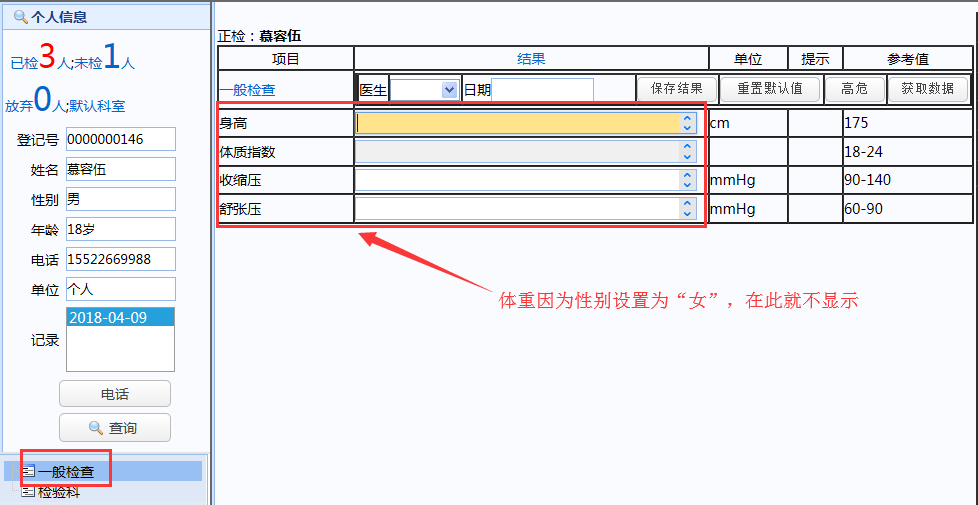 个人信息
已检3人;未检1人
放弃0人;默认科室
登记号 0000000146
姓名 慕容伍
性别 男
年龄 18岁
电话 15522669988
单位 个人
记录 2018-04-09
电话
查询
一般检查
检验科
正检：慕容伍
项目 结果 单位 提示 参考值
一般检查 医生 日期 保存结果 重置默认值 高危 获取数据
身高 cm 175
体质指数 18-24
收缩压 mmHg 90-140
舒张压 mmHg 60-90
体重因为性别设置为“女”，在此就不显示